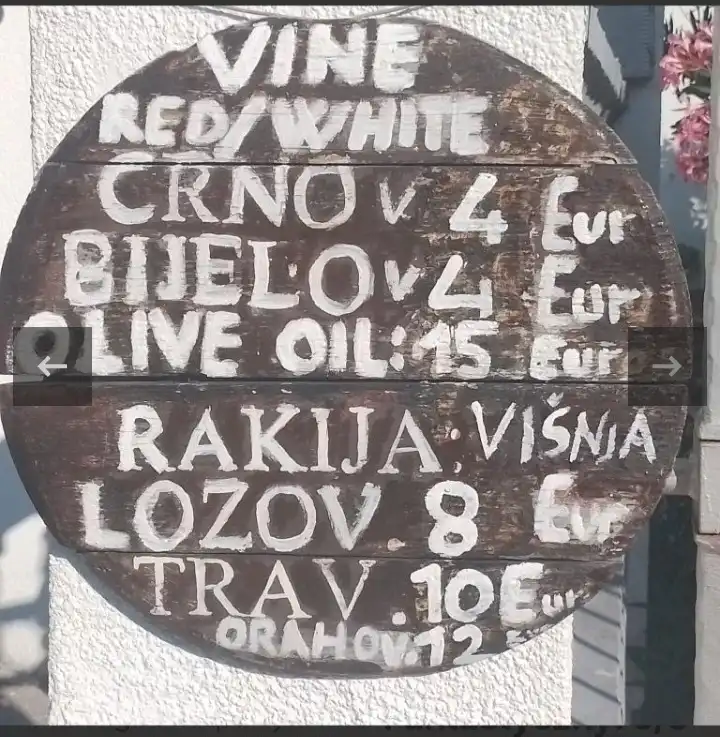 VINE
RED/WHITE
CRNO v 4 Eur
BIJELO v 4 Eur
OLIVE OIL: 15 Eur
RAKIJA: VIŠNJA
LOZOV. 8 Eur
TRAV. 10 Eur
ORAHOV. 12